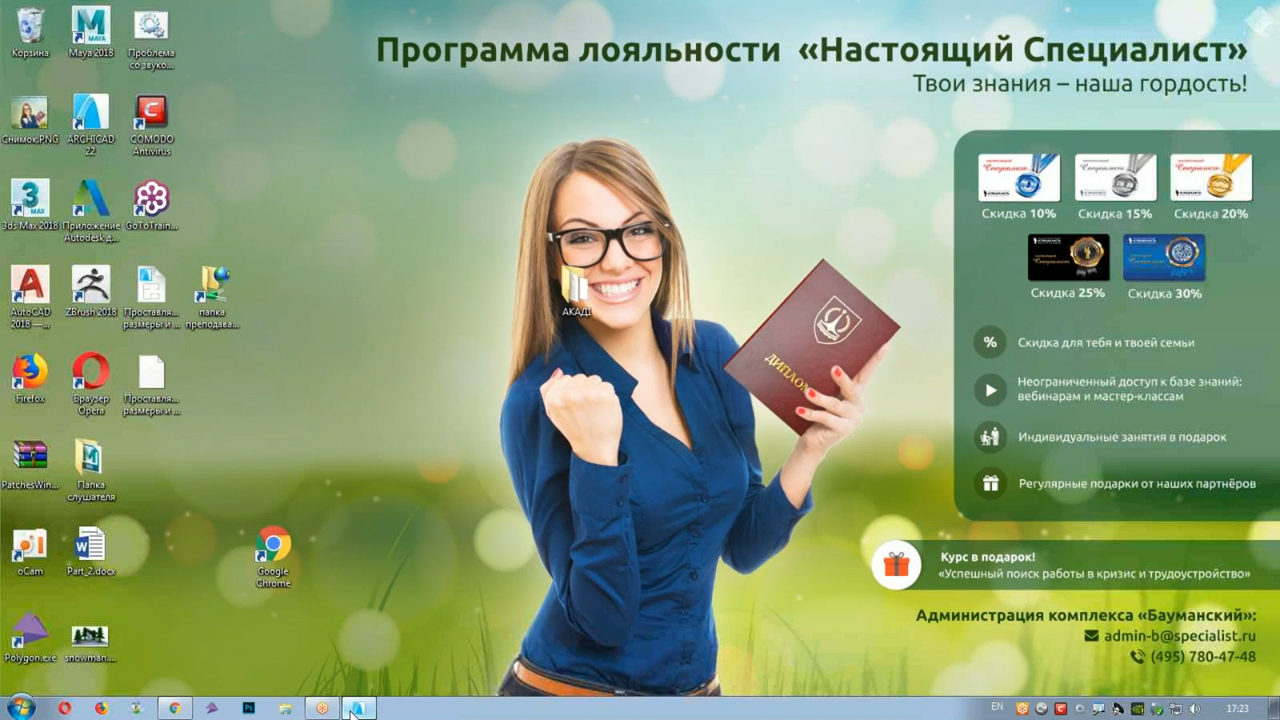 Программа лояльности «Настоящий Специалист»
Твои знания – наша гордость!
Скидка 10%
Скидка 15%
Скидка 20%
Скидка 25%
Скидка 30%
%
Скидка для тебя и твоей семьи
Неограниченный доступ к базе знаний:
вебинарам и мастер-классам
Индивидуальные занятия в подарок
Регулярные подарки от наших партнёров
Курс в подарок!
«Успешный поиск работы в кризис и трудоустройство»
Администрация комплекса «Бауманский»:
admin-b@specialist.ru
(495) 780-47-48
ДИПЛОМ
Корзина
Maya 2018
Проблема
со звуко...
Снимок.PNG
ARCHICAD
22
COMODO
Antivirus
3ds Max 2018
Приложение
Autodesk д...
GoToTrain...
AutoCAD
2018 —...
ZBrush 2018
Проставля...
размеры и ...
папка
преподава...
АКАД!
Firefox
Браузер
Opera
Проставля...
размеры и ...
PatchesWin...
Папка
слушателя
oCam
Part_2.docx
Google
Chrome
Polygon.exe
snowman....
EN
17:23